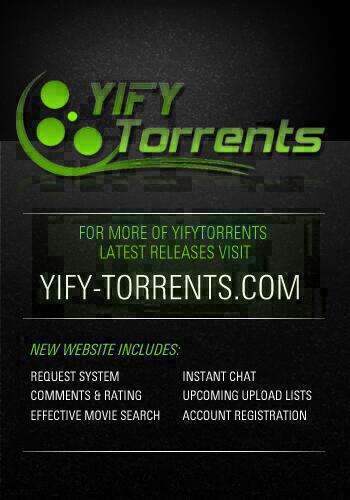 YIFY
Torrents
FOR MORE OF YIFYTORRENTS
LATEST RELEASES VISIT
YIFY-TORRENTS.COM
NEW WEBSITE INCLUDES:
REQUEST SYSTEM
COMMENTS & RATING
EFFECTIVE MOVIE SEARCH
INSTANT CHAT
UPCOMING UPLOAD LISTS
ACCOUNT REGISTRATION